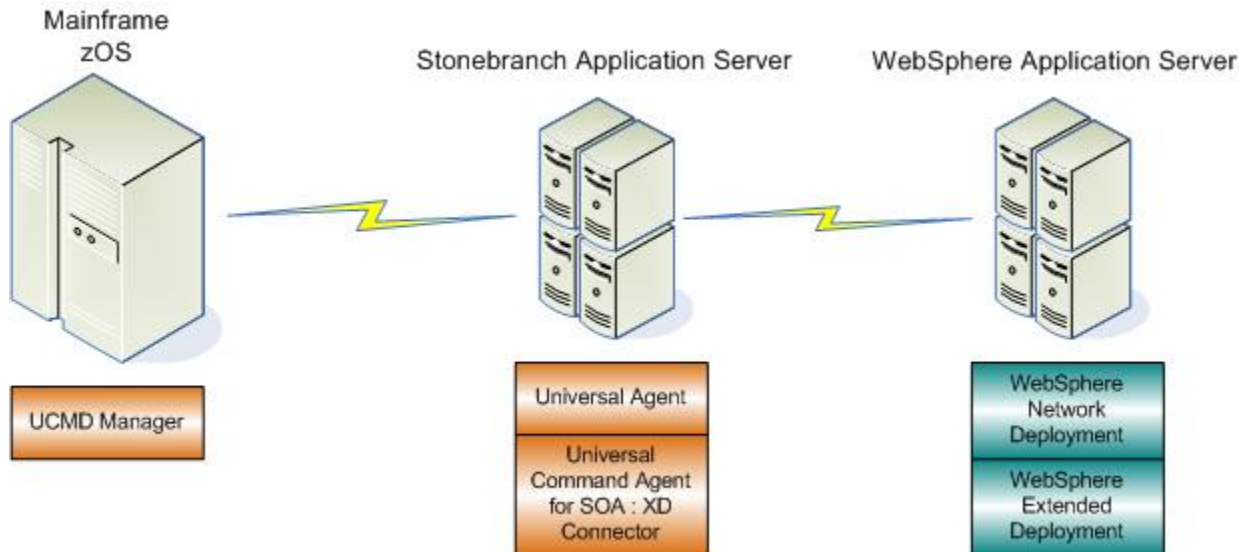 Mainframe
zOS
Stonebranch Application Server
WebSphere Application Server
UCMD Manager
Universal Agent
Universal
Command Agent
for SOA : XD
Connector
WebSphere
Network
Deployment
WebSphere
Extended
Deployment